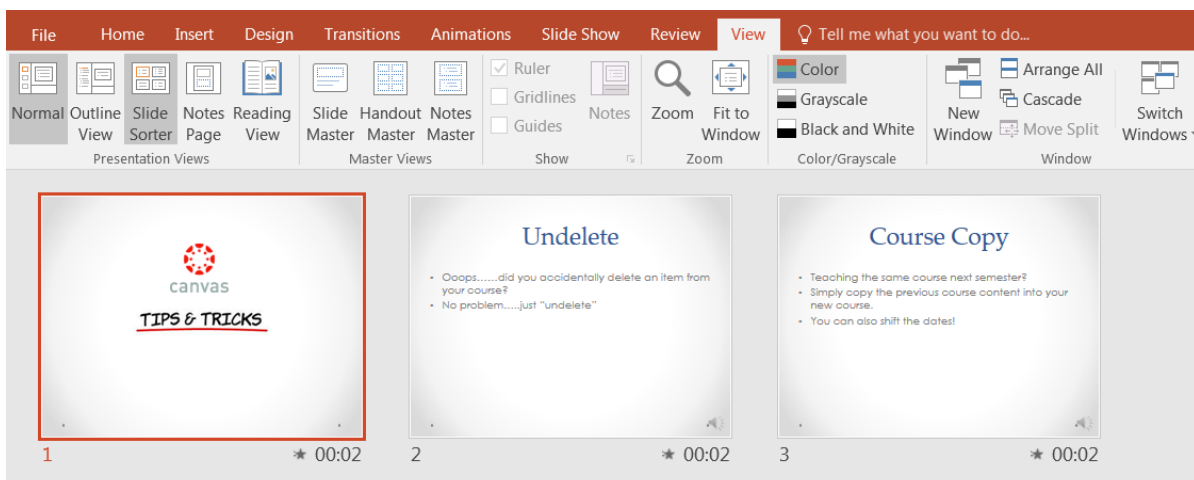 File Home Insert Design Transitions Animations Slide Show Review View Tell me what you want to do...
Normal Outline View Slide Sorter Notes Page Reading View
Presentation Views
Slide Master Handout Master Notes Master
Master Views
Ruler
Gridlines
Guides
Notes
Show
Zoom Fit to Window
Zoom
Color
Grayscale
Black and White
Color/Grayscale
New Window
Arrange All
Cascade
Move Split
Switch Windows
Window
canvas
TIPS & TRICKS
1 00:02
Undelete
• Ooops......did you accidentally delete an item from
your course?
• No problem.....just "undelete"
2 00:02
Course Copy
• Teaching the same course next semester?
• Simply copy the previous course content into your
new course.
• You can also shift the dates!
3 00:02